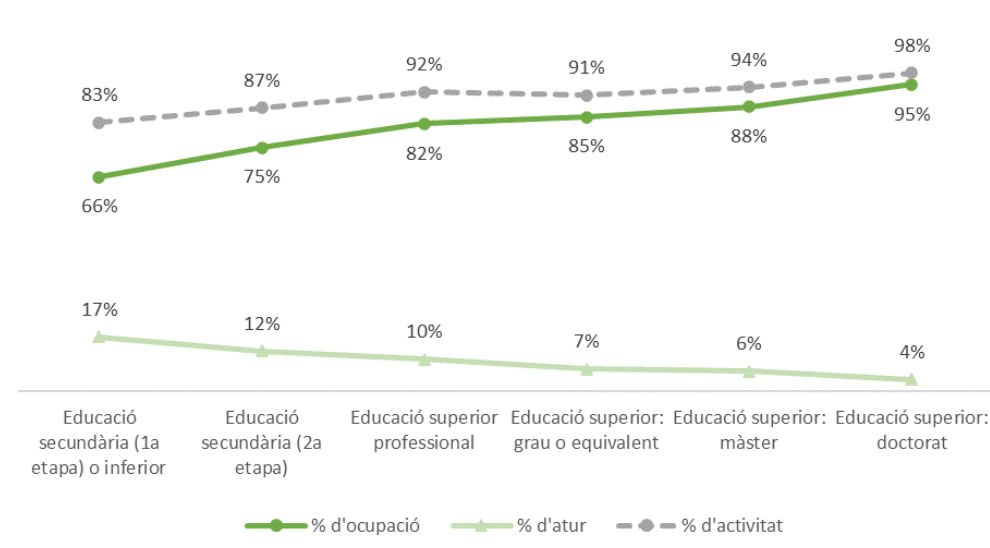 98%
94%
92%
91%
87%
83%
95%
88%
85%
82%
75%
66%
17%
12%
10%
7%
6%
4%
Educació
secundària (1a
etapa) o inferior
Educació
secundària (2a
etapa)
Educació superior
professional
Educació superior:
grau o equivalent
Educació superior:
màster
Educació superior:
doctorat
% d'ocupació
% d'atur
% d'activitat